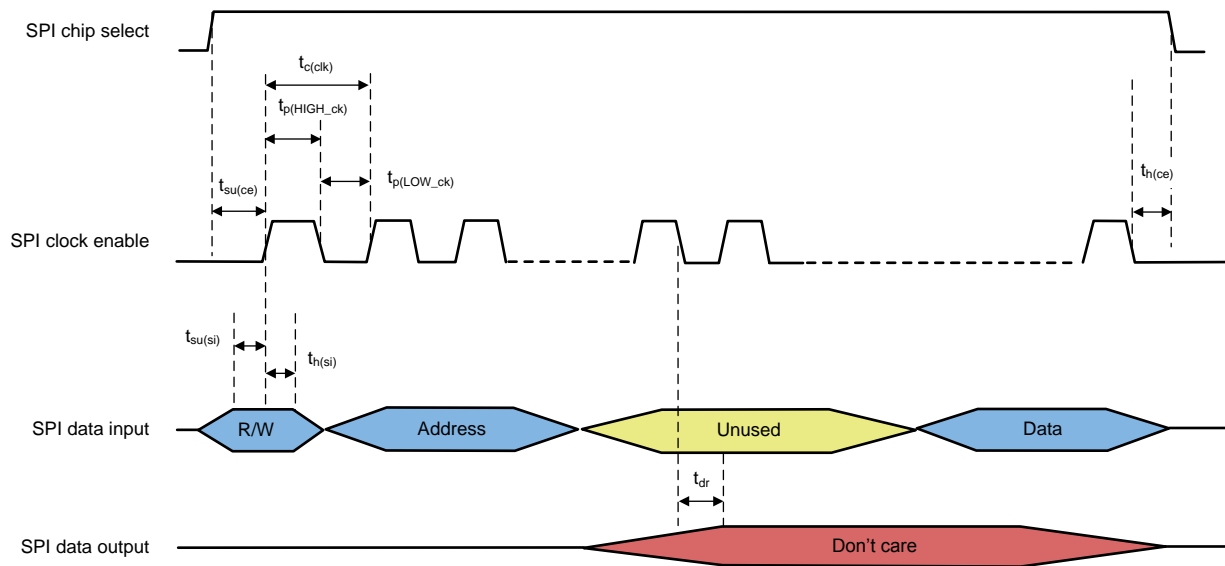 SPI chip select
tc(clk)
tp(HIGH_ck)
tsu(ce)
tp(LOW_ck)
th(ce)
SPI clock enable
tsu(si)
th(si)
SPI data input
R/W
Address
Unused
Data
tdr
SPI data output
Don't care